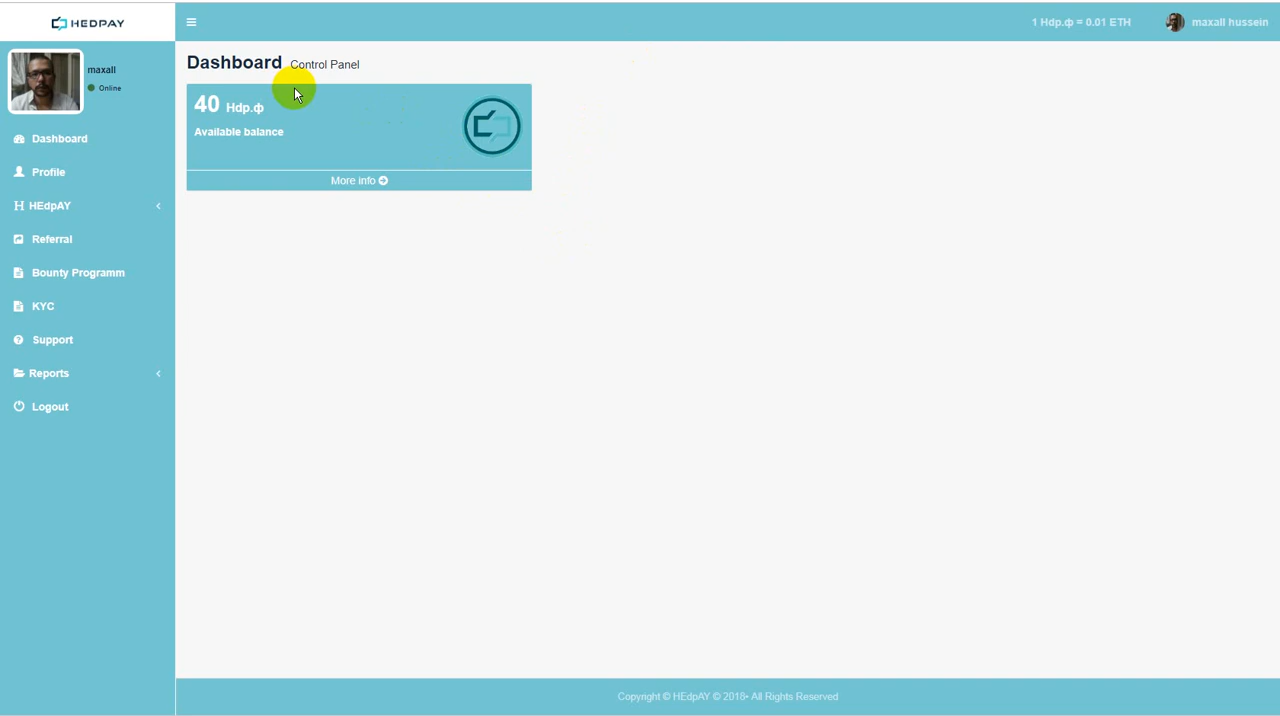 HEDPAY
1 Hdp.ф = 0.01 ETH
maxall hussein
maxall
Online
Dashboard
Profile
HEdpAY
Referral
Bounty Programm
KYC
Support
Reports
Logout
Dashboard Control Panel
40 Hdp.ф
Available balance
More info
Copyright © HEdpAY © 2018• All Rights Reserved